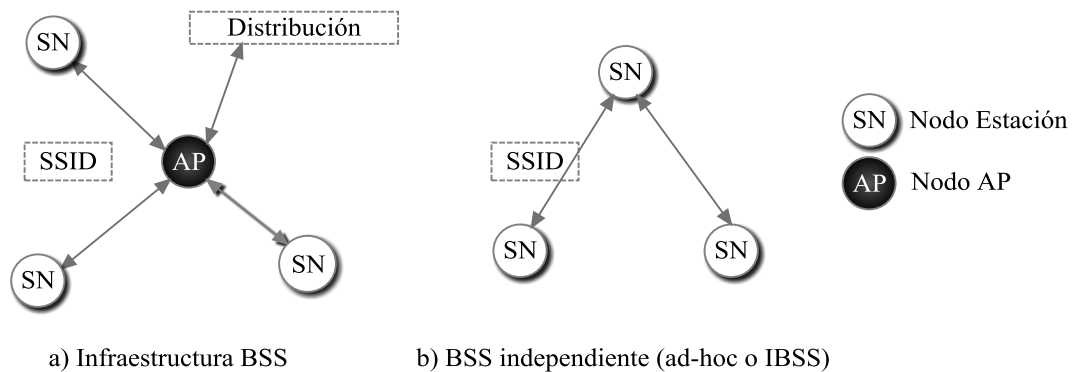 SN
Distribución
SSID
AP
SN
SN
a) Infraestructura BSS
SN
SSID
SN
SN
b) BSS independiente (ad-hoc o IBSS)
SN Nodo Estación
AP Nodo AP